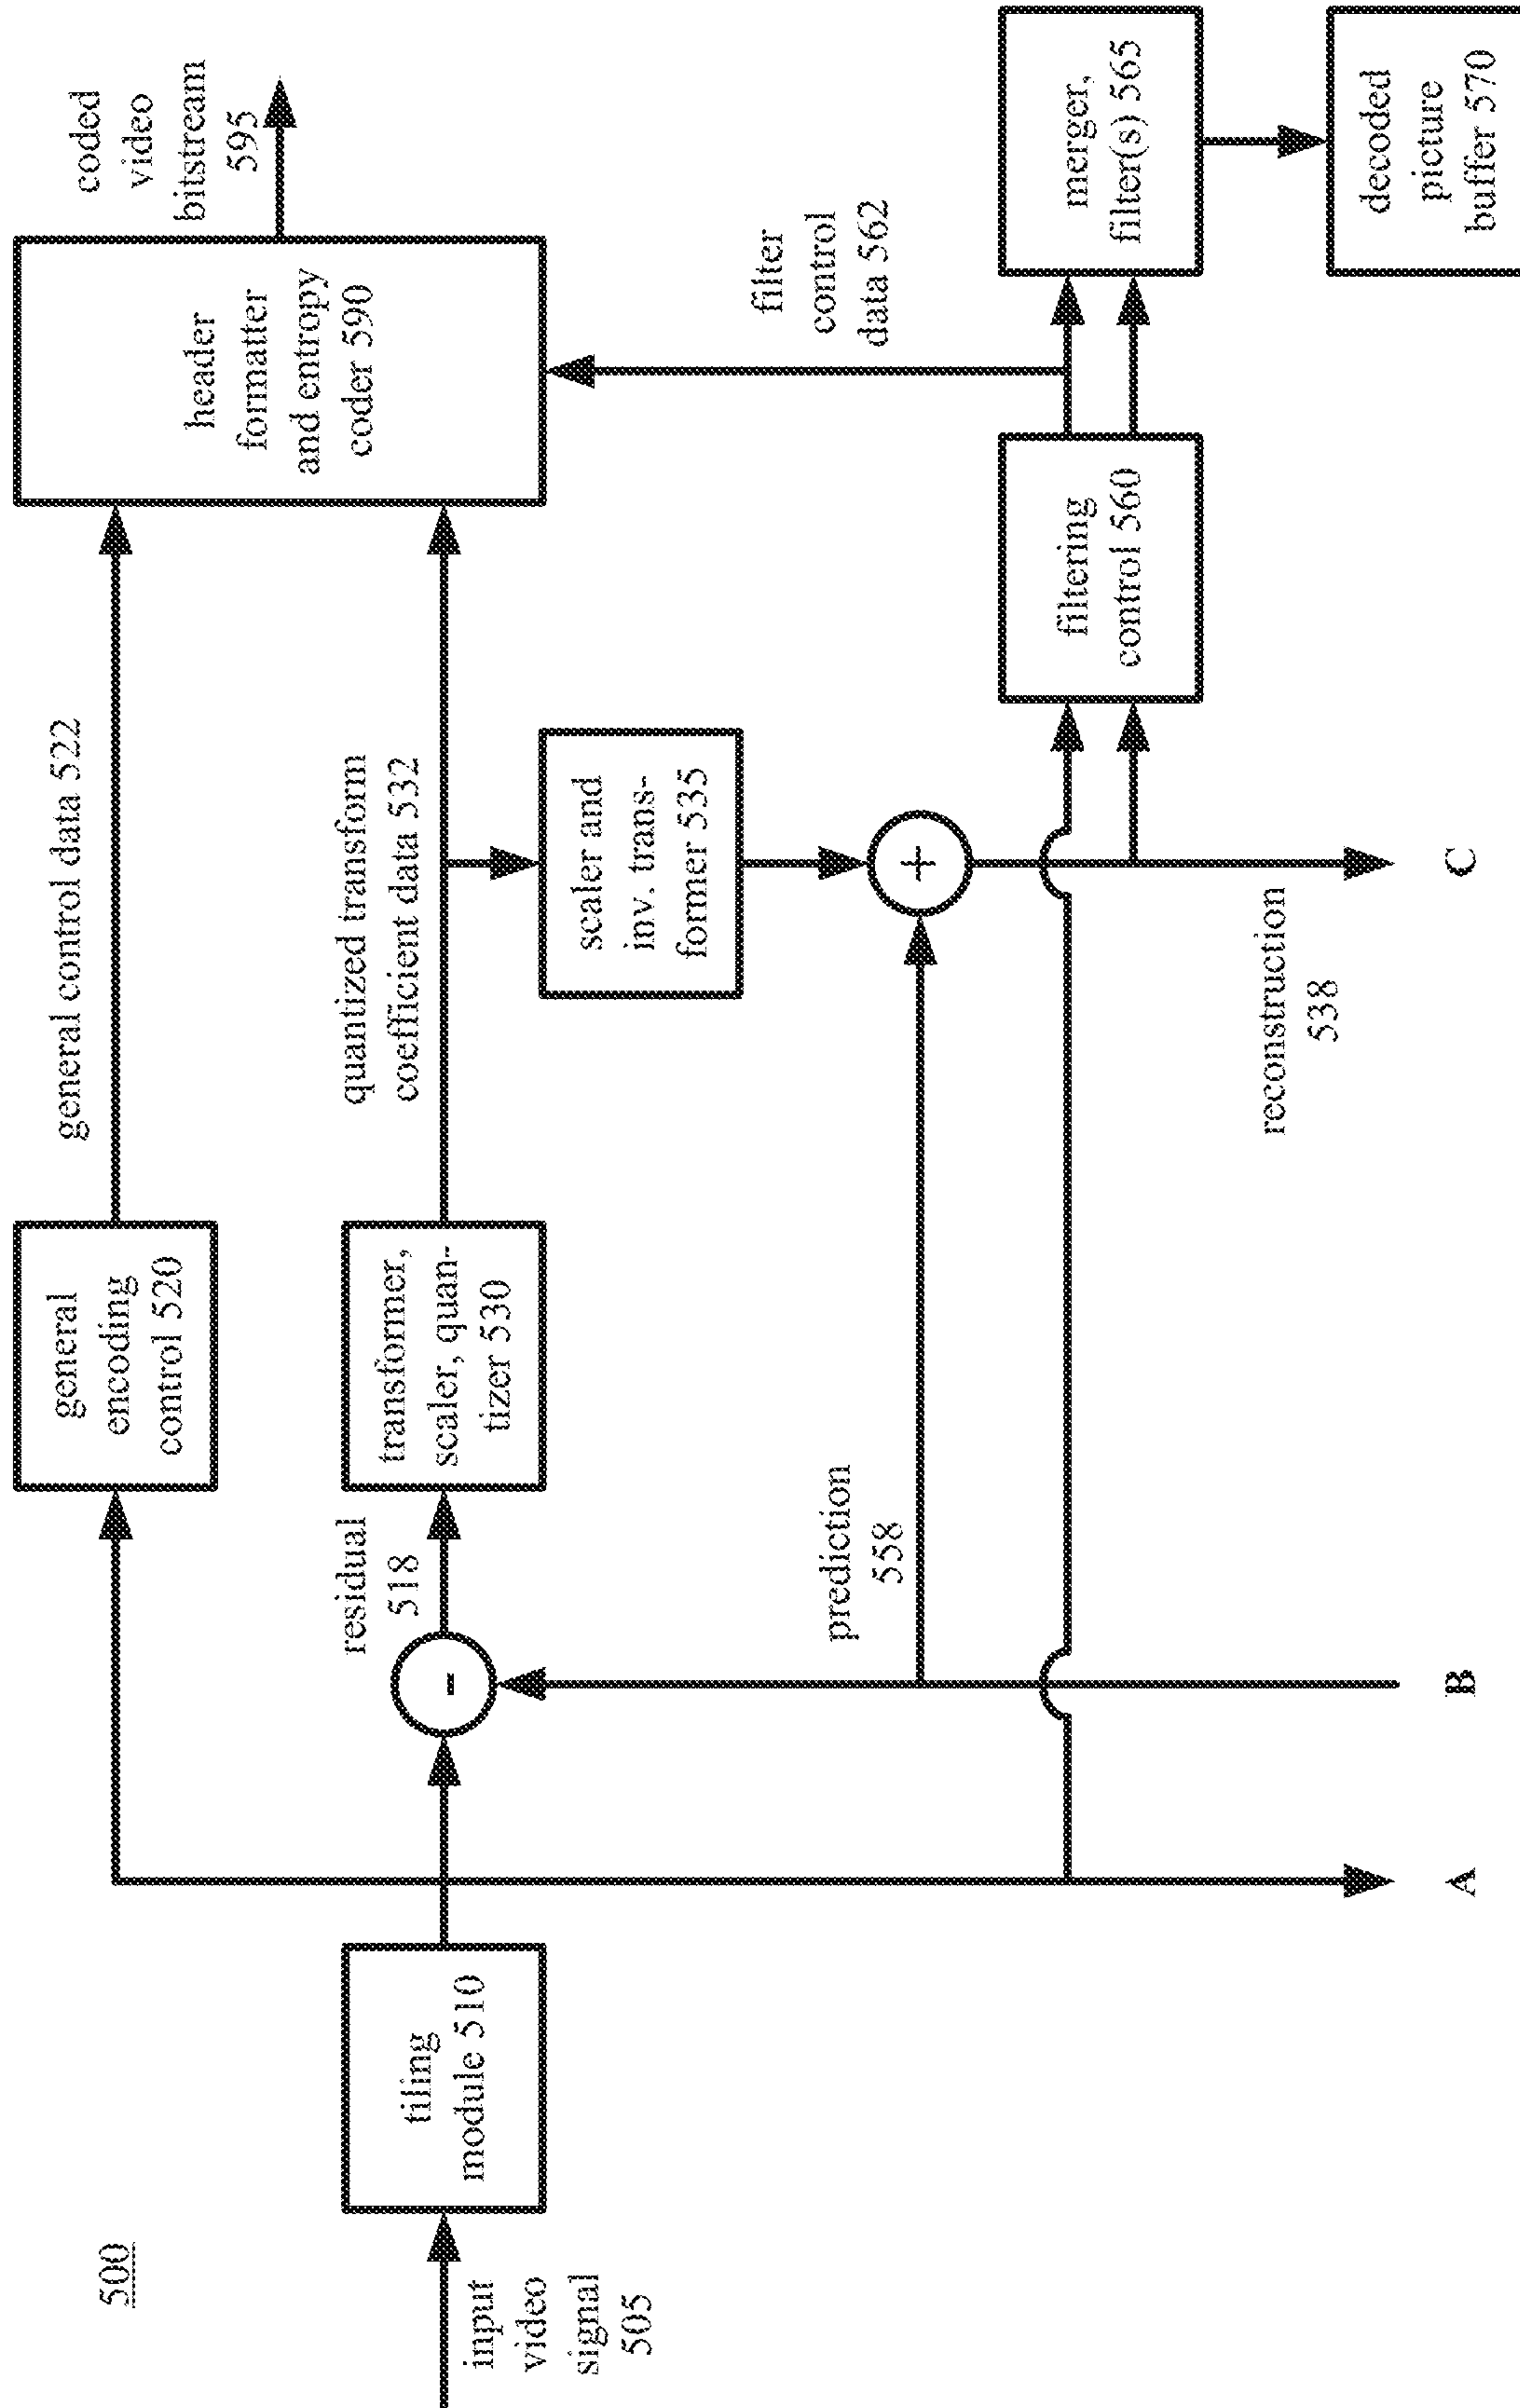 500
general control data 522
coded
video
bitstream
595
general
encoding
control 520
header
formatter
and entropy
coder 590
residual
518
quantized transform
coefficient data 532
tiling
module 510
-
transformer,
scaler, quan-
tizer 530
input
video
signal
505
scaler and
inv. trans-
former 535
filter
control
data 562
prediction
558
+
filtering
control 560
merger,
filter(s) 565
reconstruction
538
decoded
picture
buffer 570
A
B
C